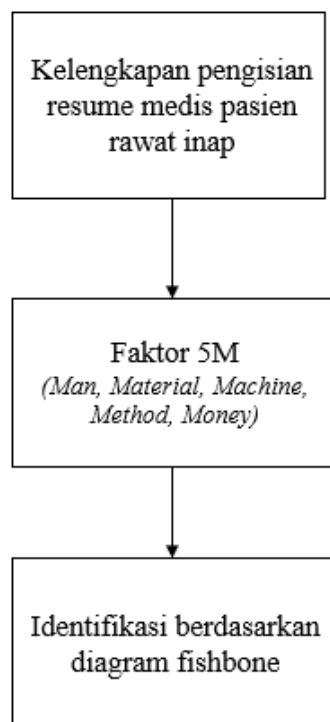 Kelengkapan pengisian
resume medis pasien
rawat inap
Faktor 5M
(Man, Material, Machine,
Method, Money)
Identifikasi berdasarkan
diagram fishbone